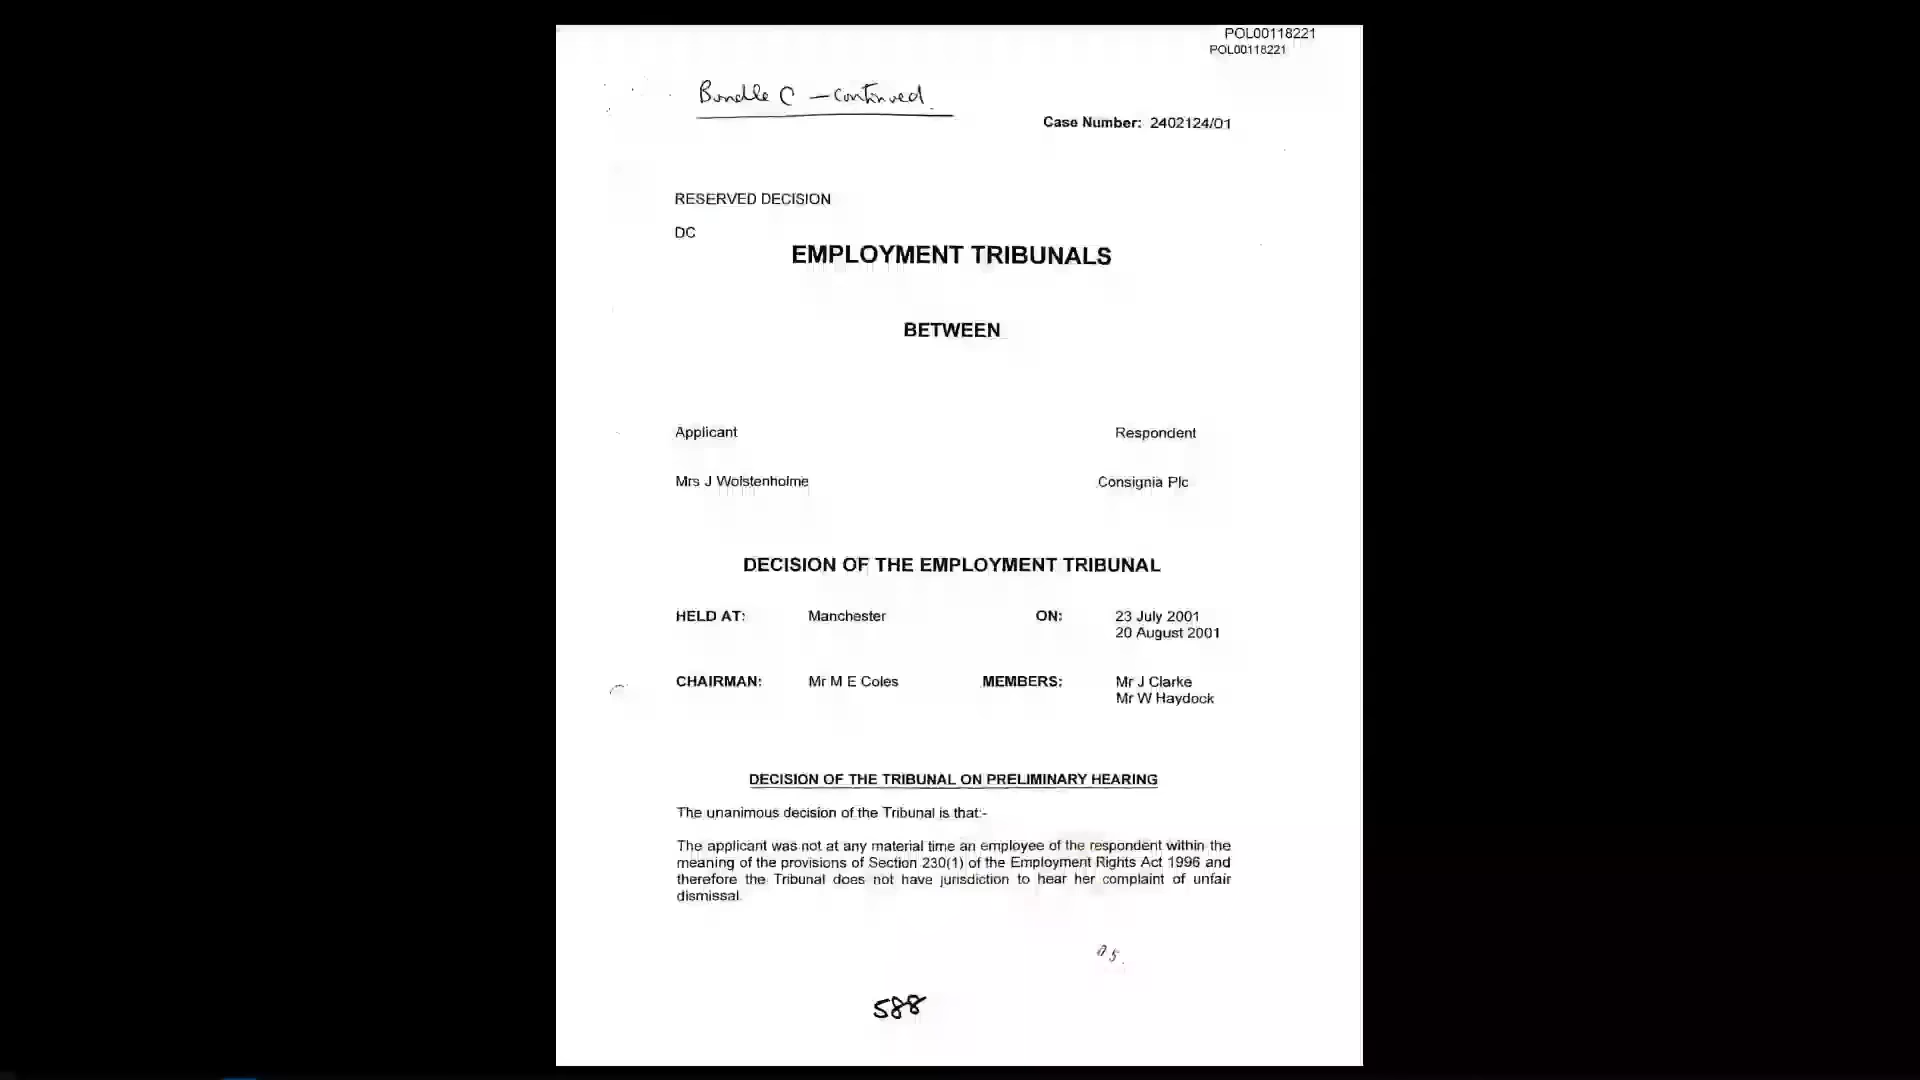 POL00118221
POL00118221
Bundle C – continued.
Case Number: 2402124/01
RESERVED DECISION
DC
EMPLOYMENT TRIBUNALS
BETWEEN
Applicant Respondent
Mrs J Wolstenholme Consignia Plc
DECISION OF THE EMPLOYMENT TRIBUNAL
HELD AT: Manchester ON: 23 July 2001
20 August 2001
CHAIRMAN: Mr M E Coles MEMBERS: Mr J Clarke
Mr W Haydock
DECISION OF THE TRIBUNAL ON PRELIMINARY HEARING
The unanimous decision of the Tribunal is that:-
The applicant was not at any material time an employee of the respondent within the
meaning of the provisions of Section 230(1) of the Employment Rights Act 1996 and
therefore the Tribunal does not have jurisdiction to hear her complaint of unfair
dismissal.
588